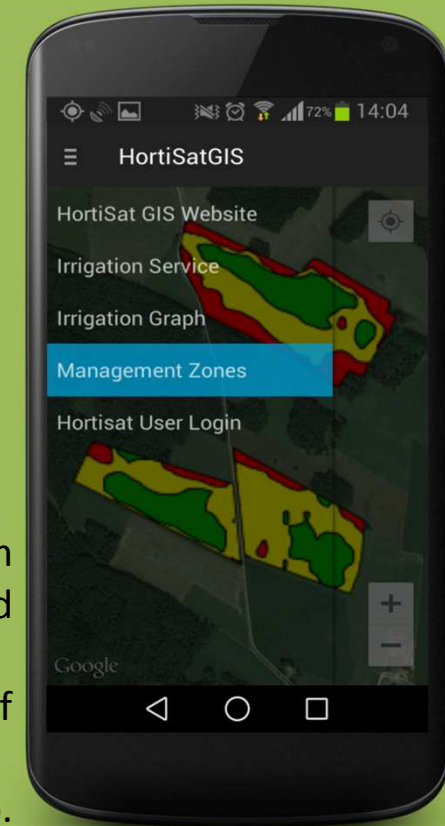 72% 14:04
HortiSatGIS
HortiSat GIS Website
Irrigation Service
Irrigation Graph
Management Zones
Hortisat User Login
Google